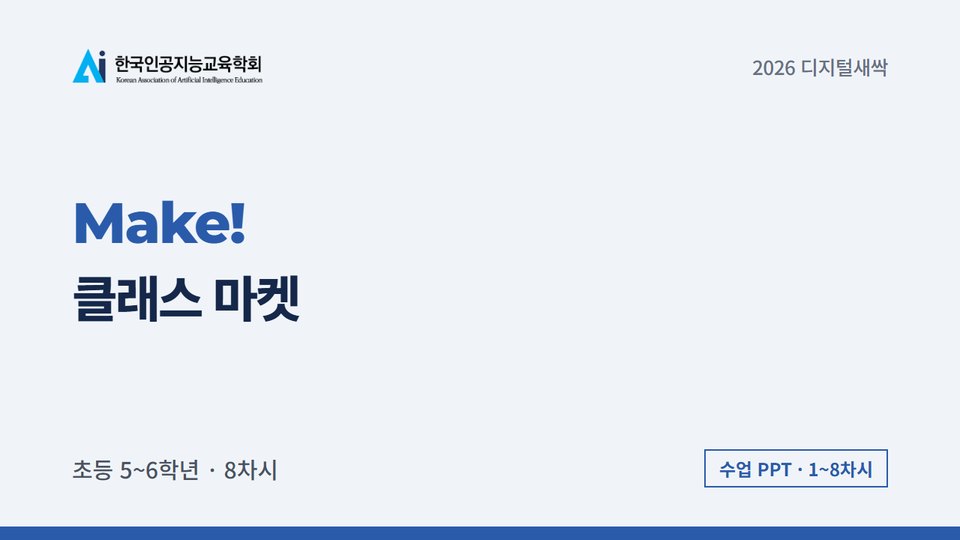 Ai 한국인공지능교육학회
Korean Association of Artificial Intelligence Education
2026 디지털새싹
Make!
클래스 마켓
초등 5~6학년 · 8차시
수업 PPT · 1~8차시